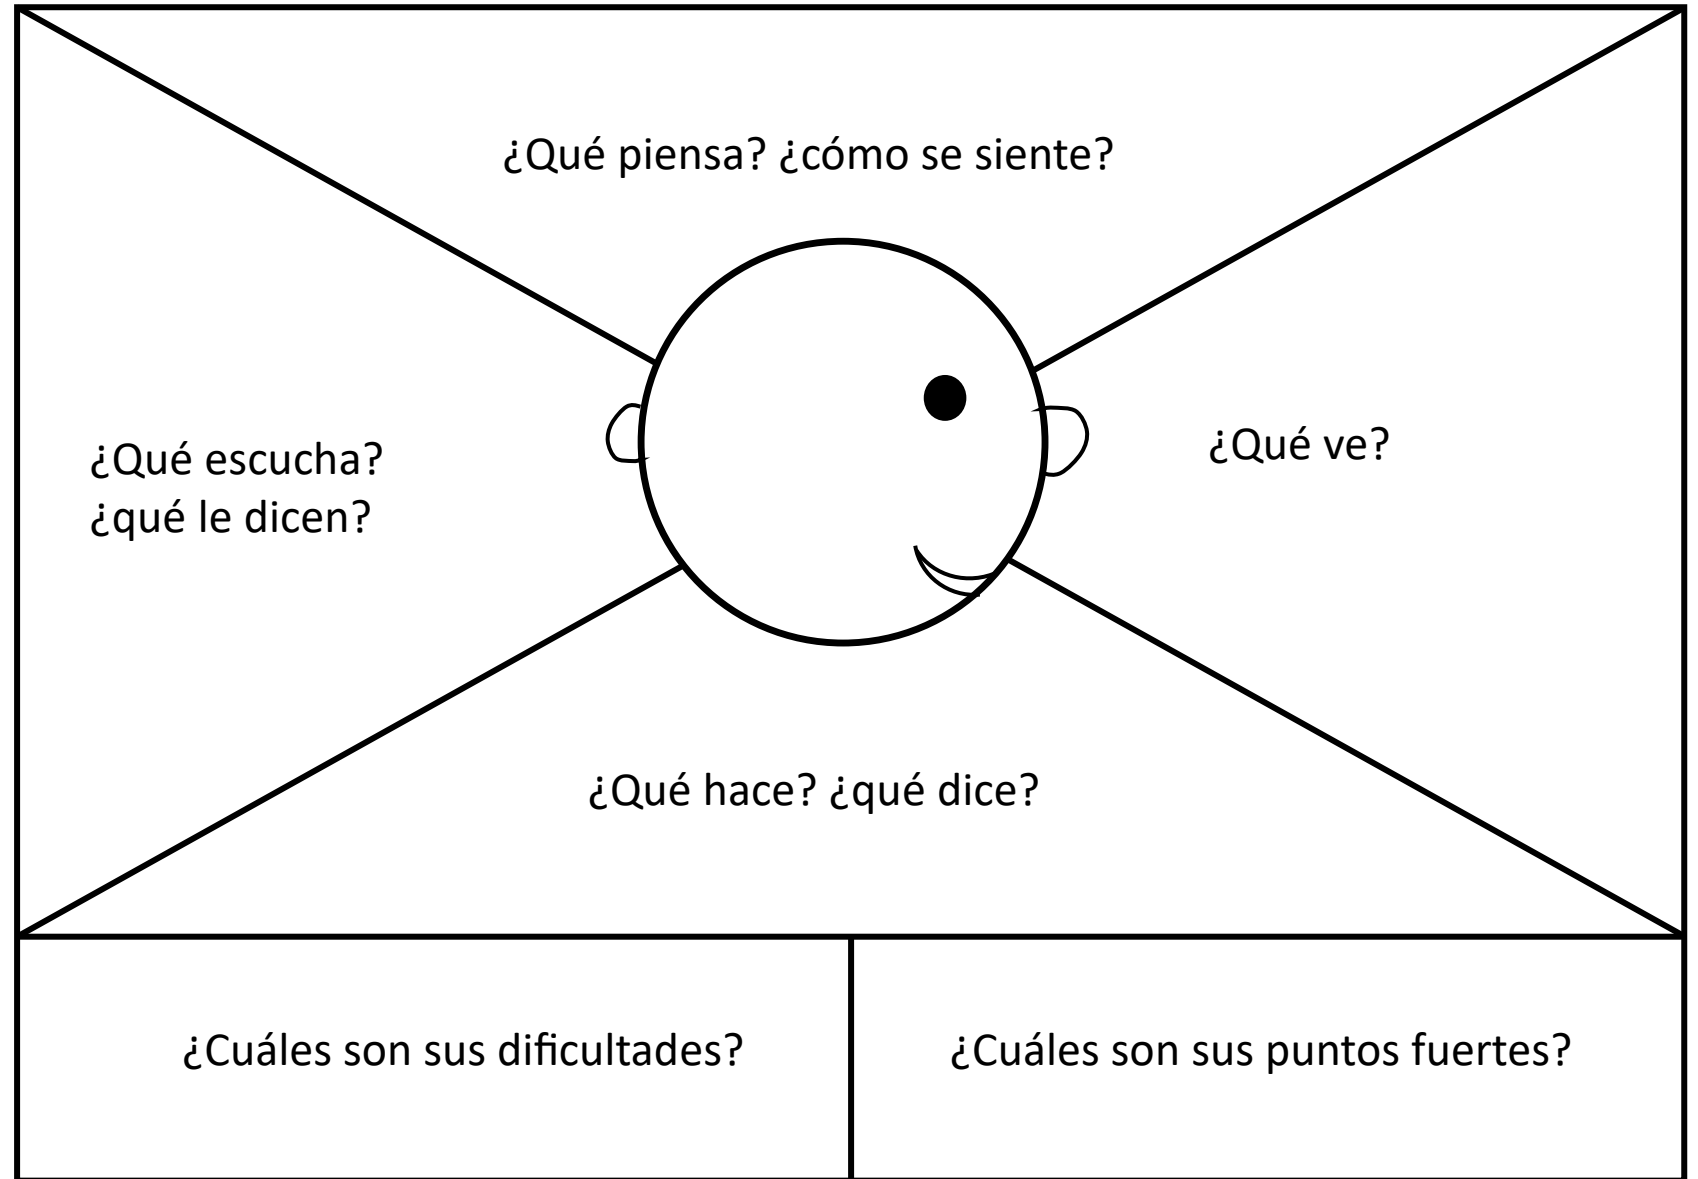 ¿Qué piensa? ¿cómo se siente?
¿Qué escucha?
¿qué le dicen?
¿Qué ve?
¿Qué hace? ¿qué dice?
¿Cuáles son sus dificultades?
¿Cuáles son sus puntos fuertes?